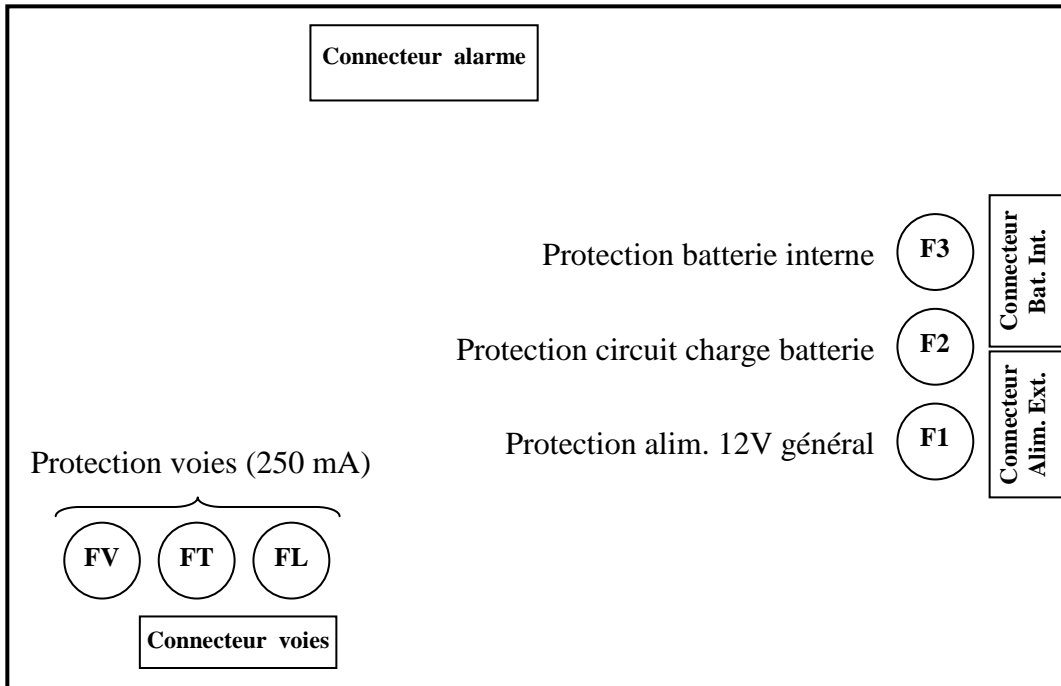 Connecteur alarme
Protection batterie interne
F3
Connecteur
Bat. Int.
Protection circuit charge batterie
F2
Protection alim. 12V général
F1
Connecteur
Alim. Ext.
Protection voies (250 mA)
FV
FT
FL
Connecteur voies